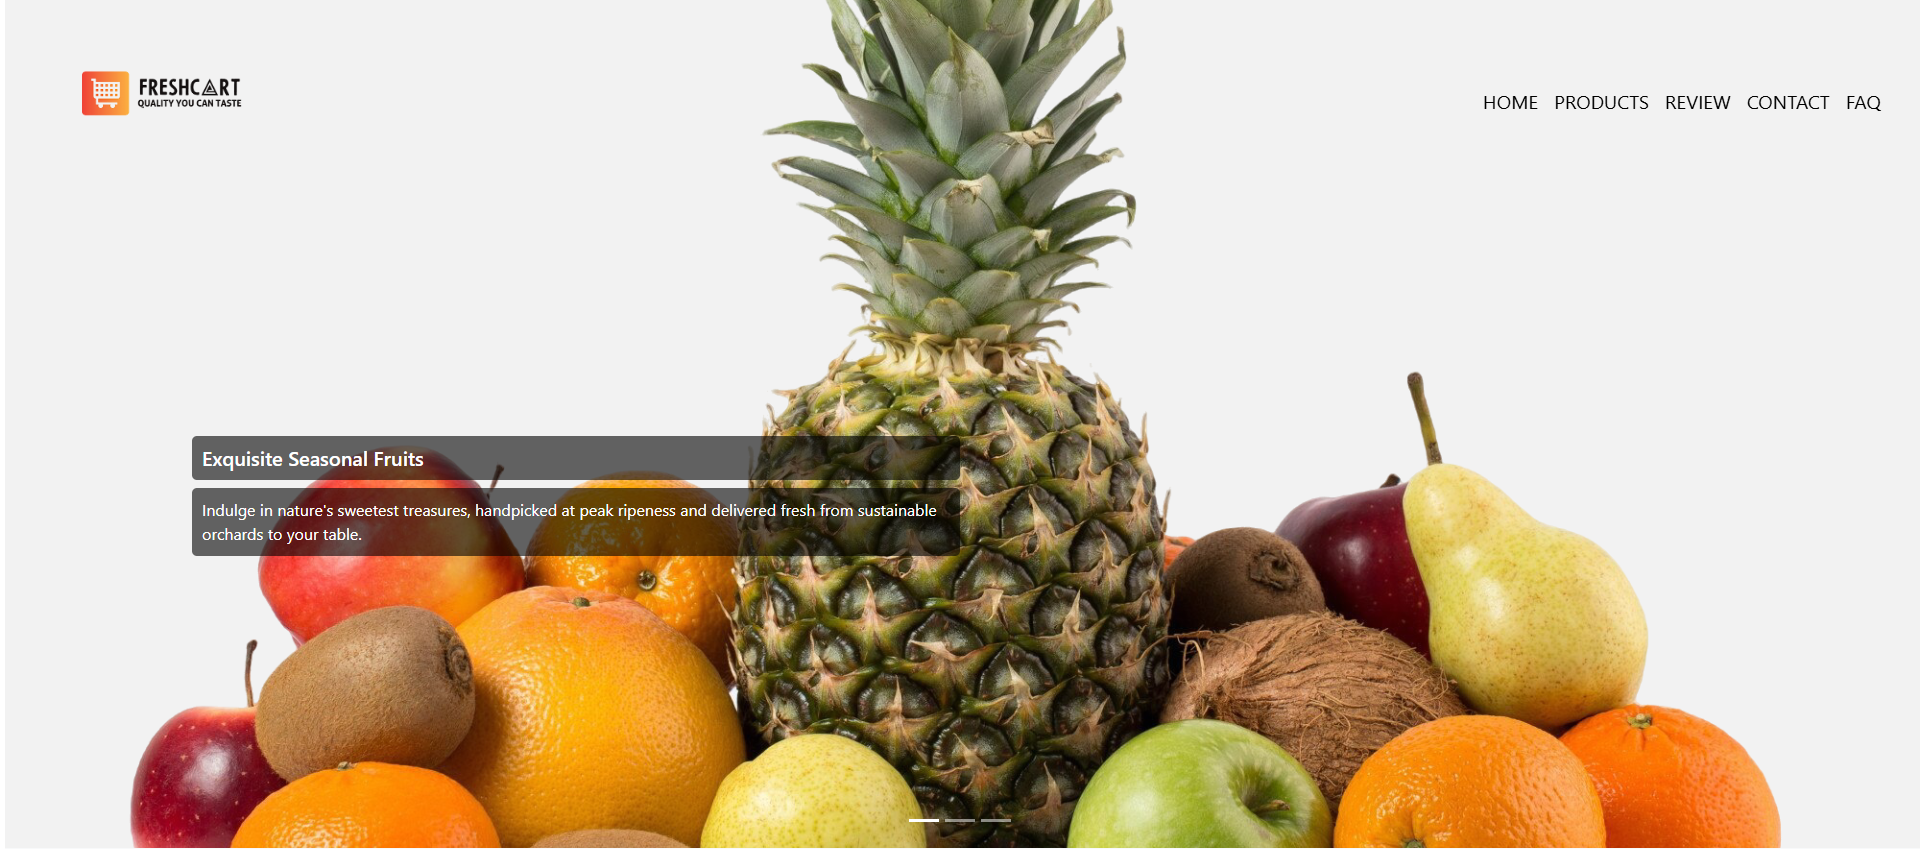 FRESHCART
QUALITY YOU CAN TASTE
HOME PRODUCTS REVIEW CONTACT FAQ
Exquisite Seasonal Fruits
Indulge in nature's sweetest treasures, handpicked at peak ripeness and delivered fresh from sustainable
orchards to your table.